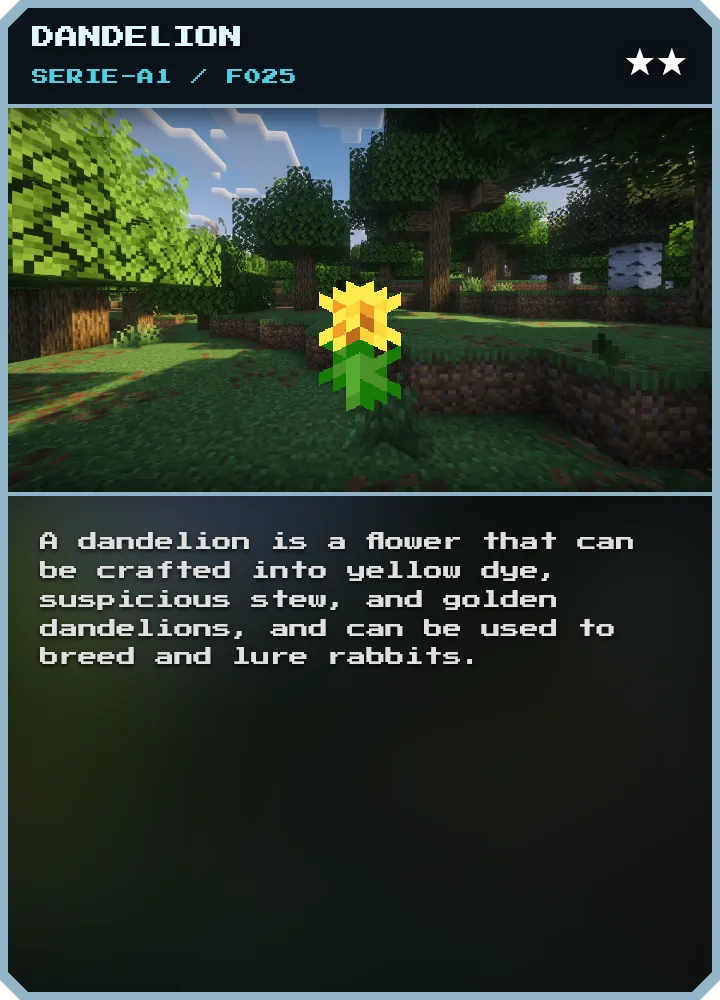 DANDELION
SERIE-A1 / F025
★★
A dandelion is a flower that can
be crafted into yellow dye,
suspicious stew, and golden
dandelions, and can be used to
breed and lure rabbits.